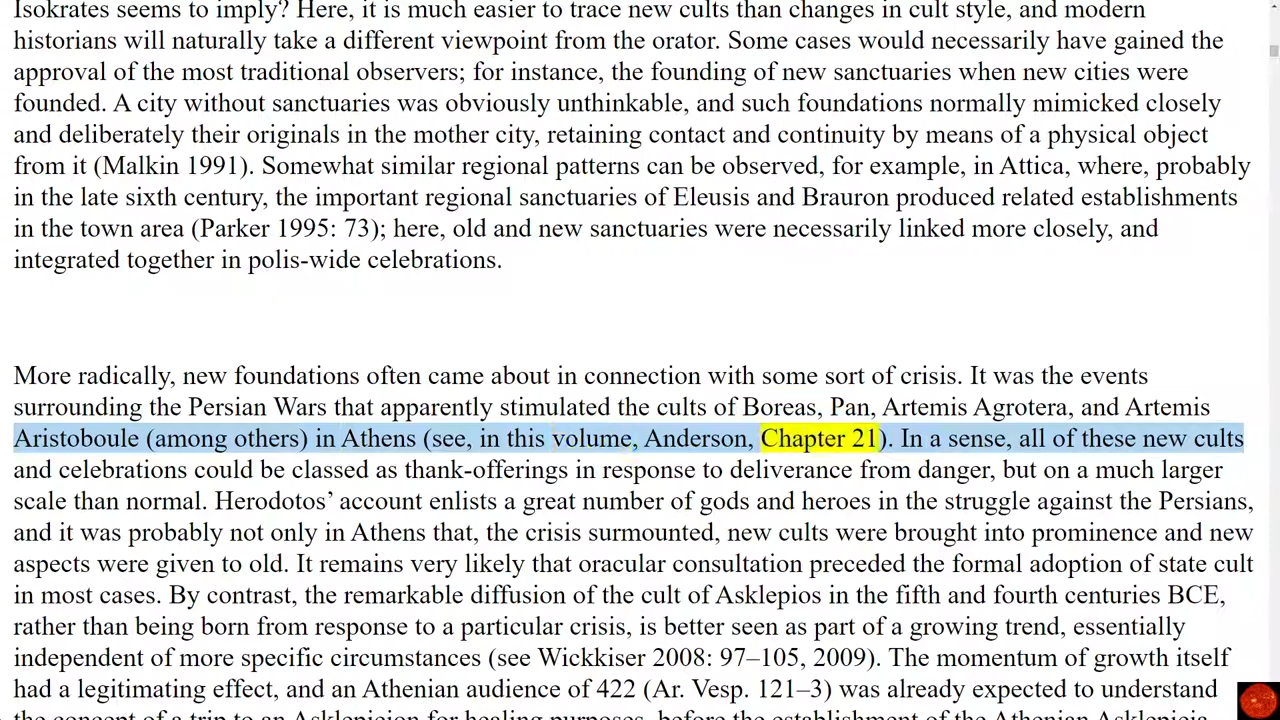 Isokrates seems to imply? Here, it is much easier to trace new cults than changes in cult style, and modern
historians will naturally take a different viewpoint from the orator. Some cases would necessarily have gained the
approval of the most traditional observers; for instance, the founding of new sanctuaries when new cities were
founded. A city without sanctuaries was obviously unthinkable, and such foundations normally mimicked closely
and deliberately their originals in the mother city, retaining contact and continuity by means of a physical object
from it (Malkin 1991). Somewhat similar regional patterns can be observed, for example, in Attica, where, probably
in the late sixth century, the important regional sanctuaries of Eleusis and Brauron produced related establishments
in the town area (Parker 1995: 73); here, old and new sanctuaries were necessarily linked more closely, and
integrated together in polis-wide celebrations.
More radically, new foundations often came about in connection with some sort of crisis. It was the events
surrounding the Persian Wars that apparently stimulated the cults of Boreas, Pan, Artemis Agrotera, and Artemis
Aristoboule (among others) in Athens (see, in this volume, Anderson, Chapter 21). In a sense, all of these new cults
and celebrations could be classed as thank-offerings in response to deliverance from danger, but on a much larger
scale than normal. Herodotos’ account enlists a great number of gods and heroes in the struggle against the Persians,
and it was probably not only in Athens that, the crisis surmounted, new cults were brought into prominence and new
aspects were given to old. It remains very likely that oracular consultation preceded the formal adoption of state cult
in most cases. By contrast, the remarkable diffusion of the cult of Asklepios in the fifth and fourth centuries BCE,
rather than being born from response to a particular crisis, is better seen as part of a growing trend, essentially
independent of more specific circumstances (see Wickkiser 2008: 97–105, 2009). The momentum of growth itself
had a legitimating effect, and an Athenian audience of 422 (Ar. Vesp. 121–3) was already expected to understand
the concept of a trip to an Asklepieion for healing purposes, before the establishment of the Athenian Asklepieia